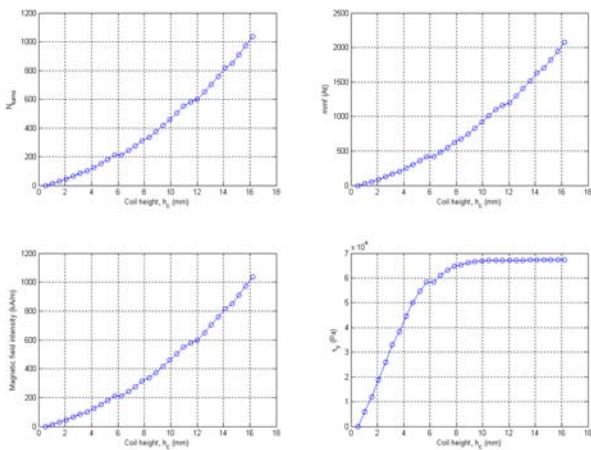 1200
1000
800
600
400
200
0
N_turns
0 2 4 6 8 10 12 14 16 18
Coil height, h_c (mm)
2500
2000
1500
1000
500
0
mmf (At)
0 2 4 6 8 10 12 14 16 18
Coil height, h_c (mm)
1200
1000
800
600
400
200
0
Magnetic field intensity (kA/m)
0 2 4 6 8 10 12 14 16 18
Coil height, h_c (mm)
x 10^4
7
6
5
4
3
2
1
0
τ_y (Pa)
0 2 4 6 8 10 12 14 16 18
Coil height, h_c (mm)